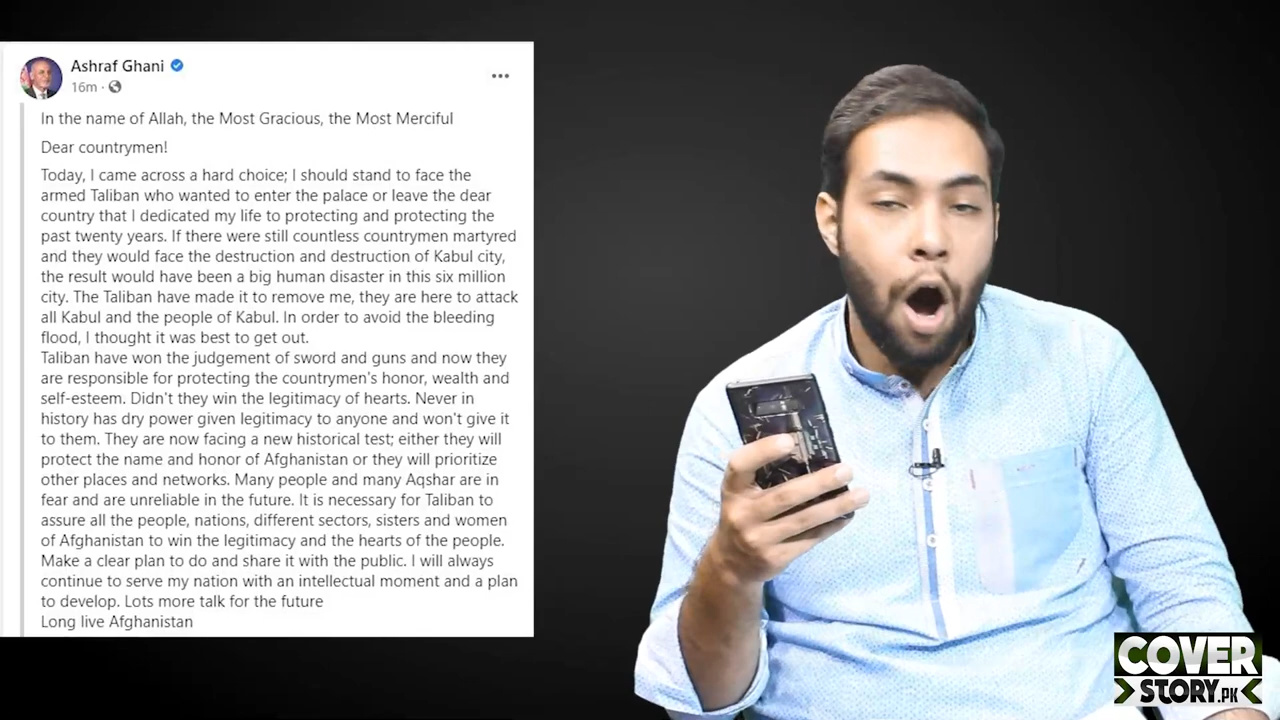 Ashraf Ghani
16m ·
In the name of Allah, the Most Gracious, the Most Merciful
Dear countrymen!
Today, I came across a hard choice; I should stand to face the
armed Taliban who wanted to enter the palace or leave the dear
country that I dedicated my life to protecting and protecting the
past twenty years. If there were still countless countrymen martyred
and they would face the destruction and destruction of Kabul city,
the result would have been a big human disaster in this six million
city. The Taliban have made it to remove me, they are here to attack
all Kabul and the people of Kabul. In order to avoid the bleeding
flood, I thought it was best to get out.
Taliban have won the judgement of sword and guns and now they
are responsible for protecting the countrymen's honor, wealth and
self-esteem. Didn't they win the legitimacy of hearts. Never in
history has dry power given legitimacy to anyone and won't give it
to them. They are now facing a new historical test; either they will
protect the name and honor of Afghanistan or they will prioritize
other places and networks. Many people and many Aqshar are in
fear and are unreliable in the future. It is necessary for Taliban to
assure all the people, nations, different sectors, sisters and women
of Afghanistan to win the legitimacy and the hearts of the people.
Make a clear plan to do and share it with the public. I will always
continue to serve my nation with an intellectual moment and a plan
to develop. Lots more talk for the future
Long live Afghanistan
COVER
STORY.PK